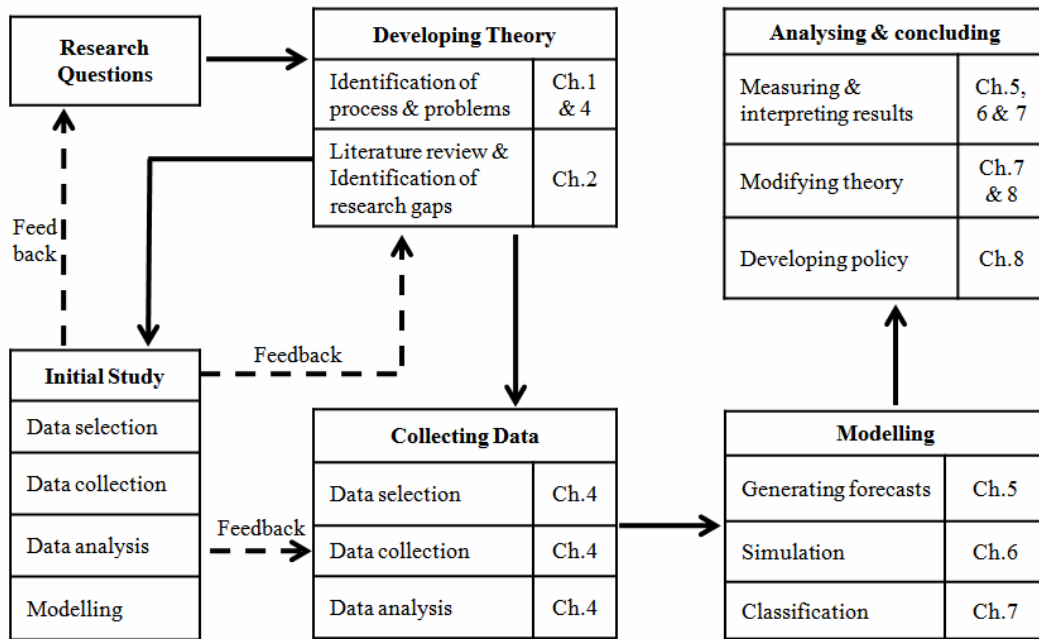 Research
Questions
Developing Theory
Identification of
process & problems
Ch.1
& 4
Literature review &
Identification of
research gaps
Ch.2
Analysing & concluding
Measuring &
interpreting results
Ch.5,
6 & 7
Modifying theory
Ch.7
& 8
Developing policy
Ch.8
Feed
back
Feedback
Initial Study
Data selection
Data collection
Data analysis
Modelling
Feedback
Collecting Data
Data selection
Ch.4
Data collection
Ch.4
Data analysis
Ch.4
Modelling
Generating forecasts
Ch.5
Simulation
Ch.6
Classification
Ch.7